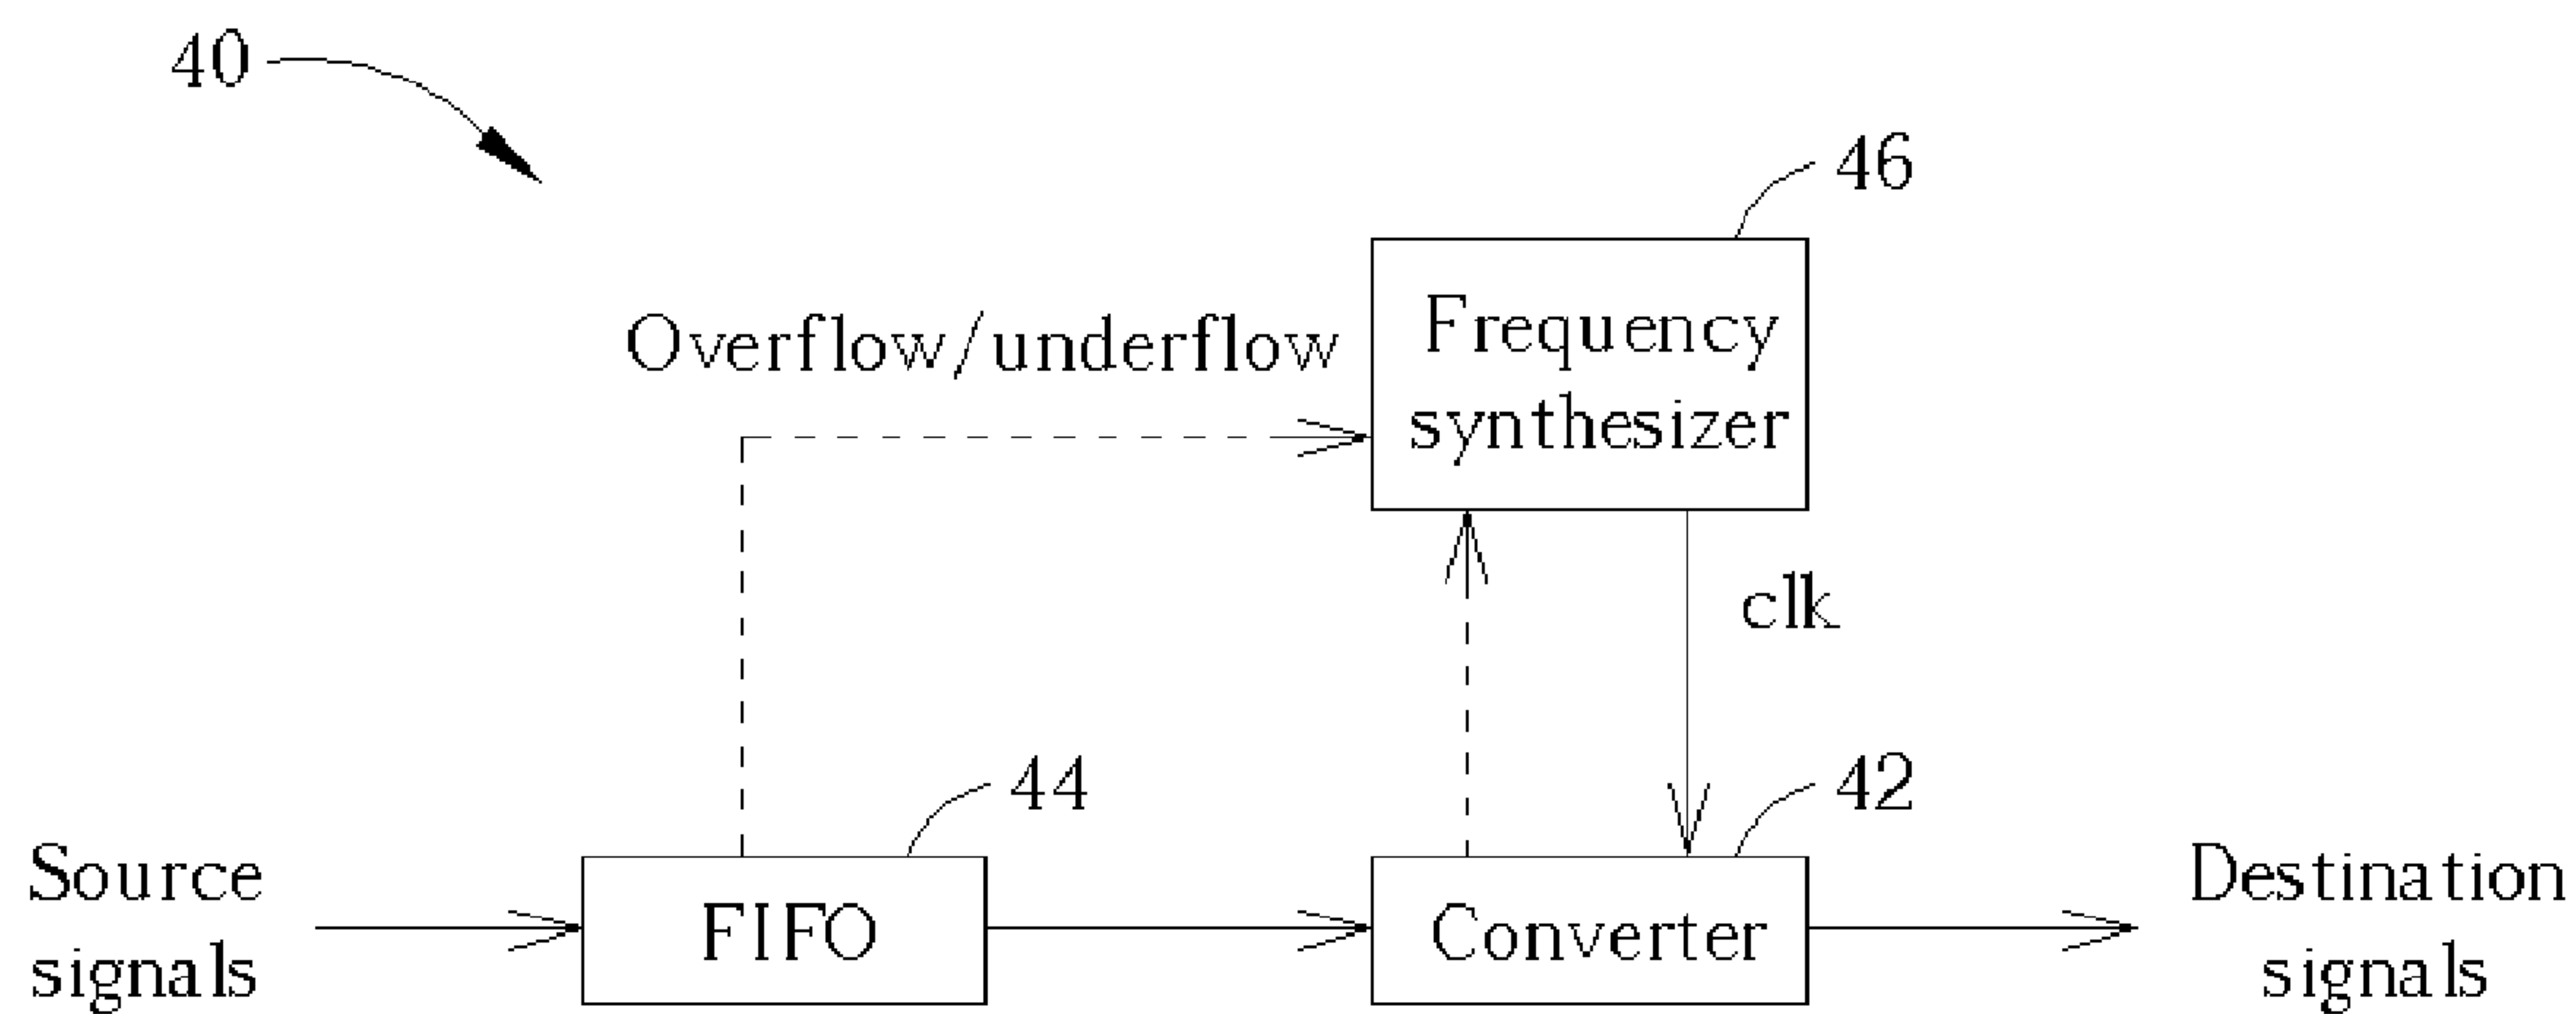 40
46
Frequency
synthesizer
Overflow/underflow
clk
44
42
Source
signals
FIFO
Converter
Destination
signals